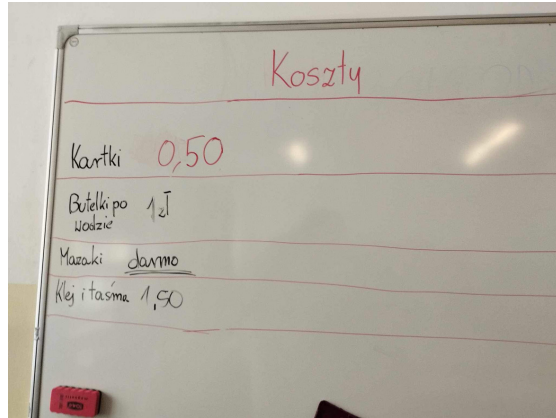 Koszty
Kartki 0,50
Butelki po 1 zł
wodzie
Mazaki darmo
Klej i taśma 1,50